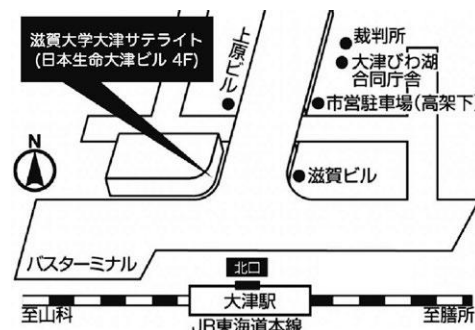 滋賀大学大津サテライト
(日本生命大津ビル 4F)
上原ビル
裁判所
大津びわ湖
合同庁舎
市営駐車場(高架下)
N
滋賀ビル
バスターミナル
北口
大津駅
至山科
至膳所
JR東海道本線